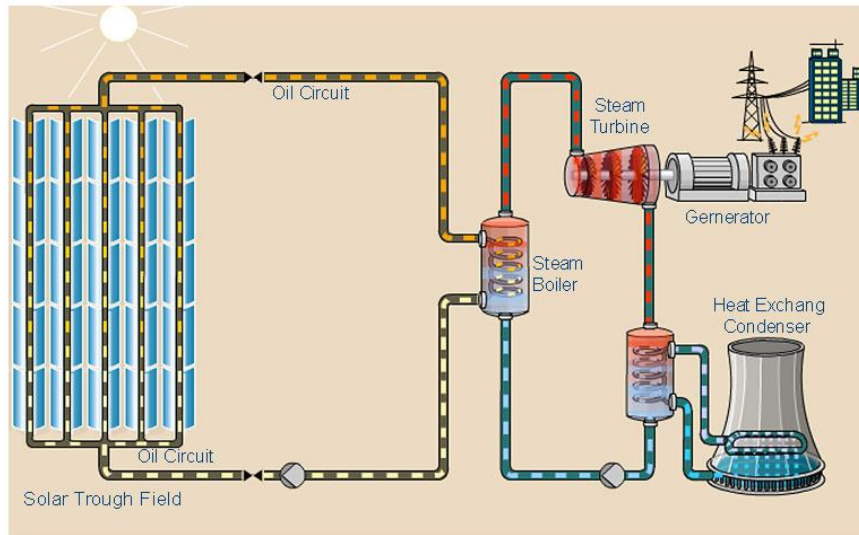 Oil Circuit
Steam
Turbine
Gernerator
Steam
Boiler
Heat Exchang
Condenser
Oil Circuit
Solar Trough Field